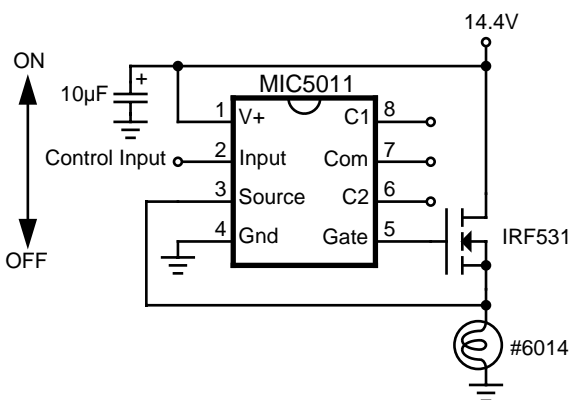 14.4V
ON
MIC5011
10µF
+
1 V+ C1 8
Control Input 2 Input Com 7
3 Source C2 6
4 Gnd Gate 5
IRF531
OFF
#6014